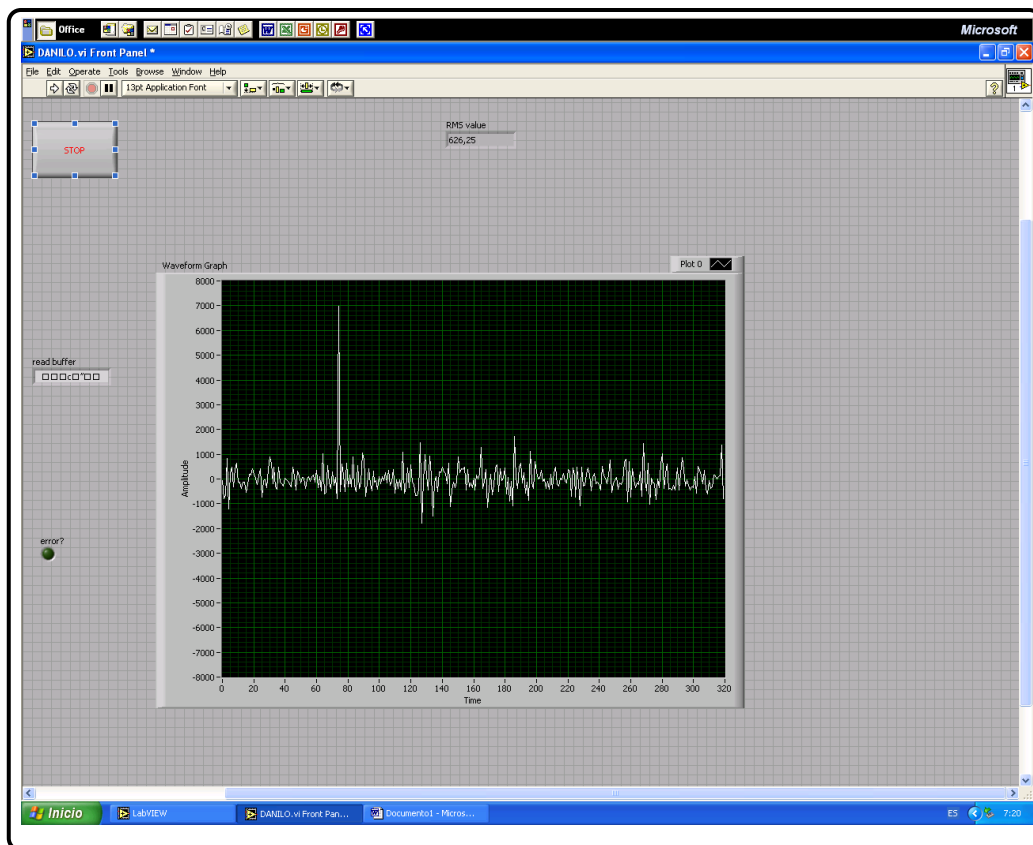 Office
Microsoft
DANILO.vi Front Panel *
File Edit Operate Tools Browse Window Help
13pt Application Font
1
STOP
RMS value
626,25
Waveform Graph
Plot 0
read buffer
□□□c□"□□
error?
Amplitude
8000
7000
6000
5000
4000
3000
2000
1000
0
-1000
-2000
-3000
-4000
-5000
-6000
-7000
-8000
0 20 40 60 80 100 120 140 160 180 200 220 240 260 280 300 320
Time
Inicio
LabVIEW
DANILO.vi Front Pan...
Documento1 - Micros...
ES
7:20